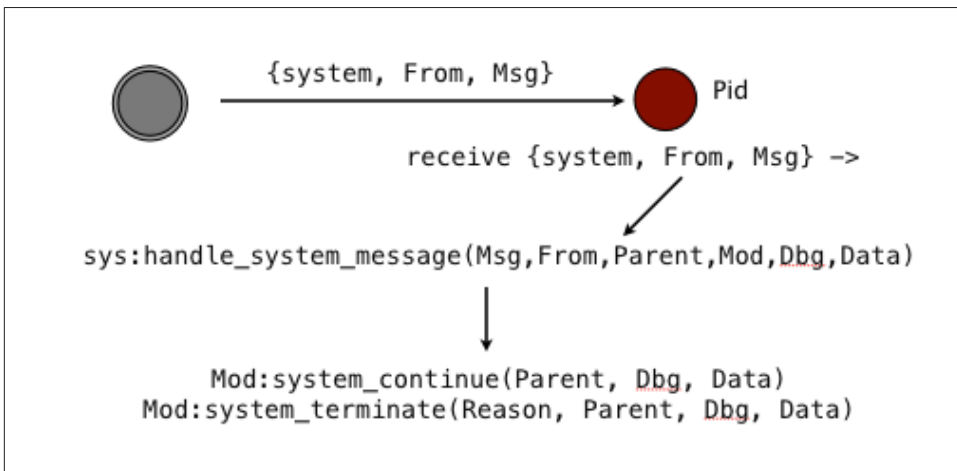 {system, From, Msg}
Pid
receive {system, From, Msg} ->
sys:handle_system_message(Msg,From,Parent,Mod,Dbg,Data)
Mod:system_continue(Parent, Dbg, Data)
Mod:system_terminate(Reason, Parent, Dbg, Data)